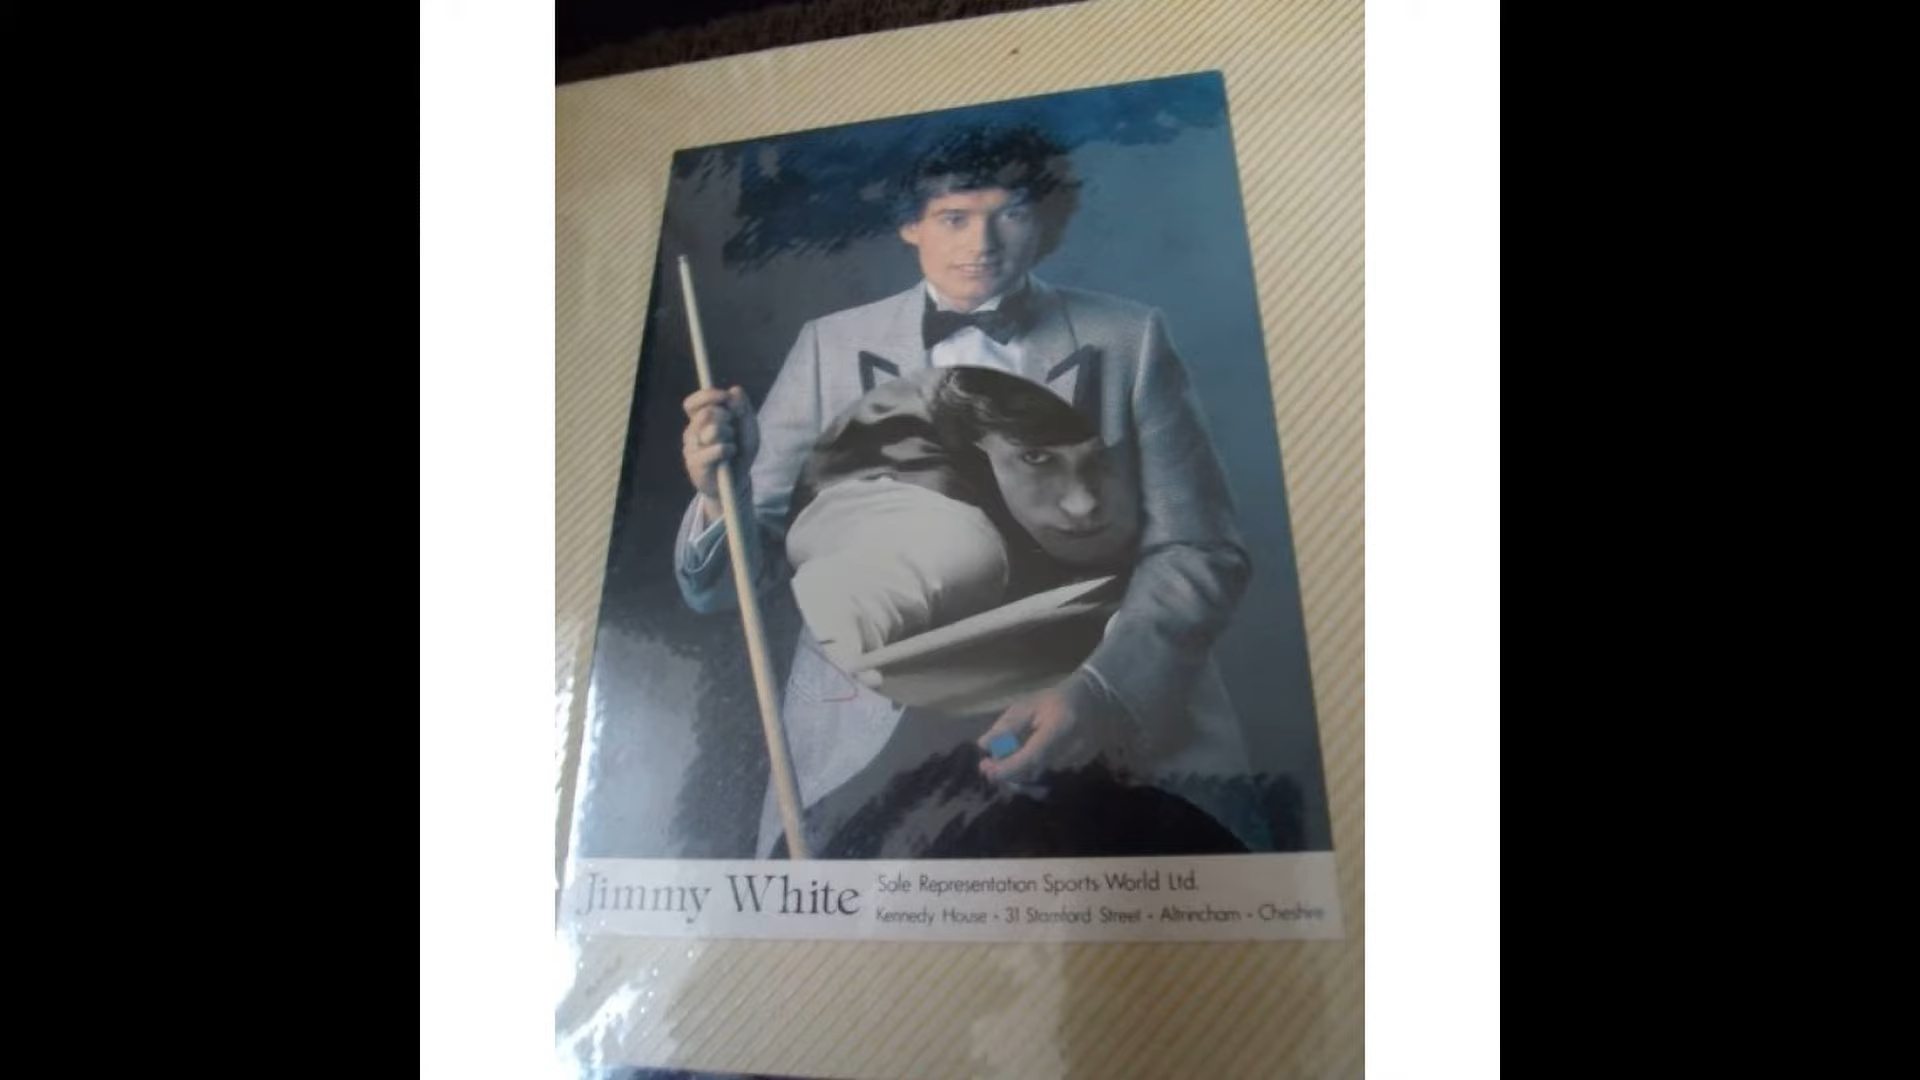 Jimmy White
Sole Representation Sports World Ltd.
Kennedy House - 31 Stamford Street - Altrincham - Cheshire